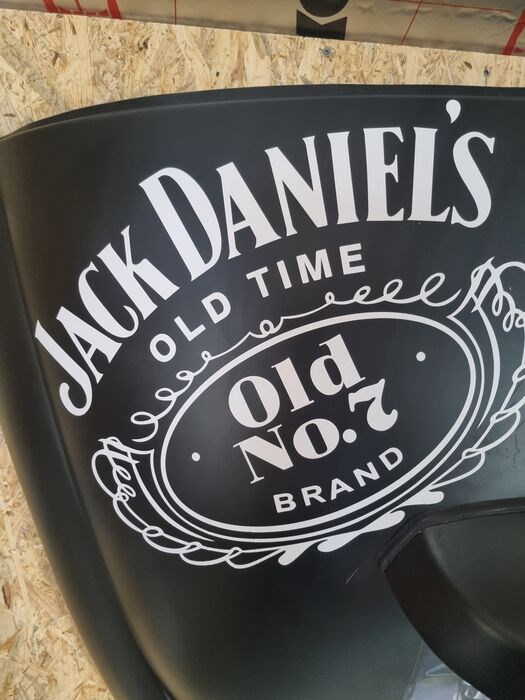 JACK DANIEL'S
OLD TIME
Old
No.7
BRAND